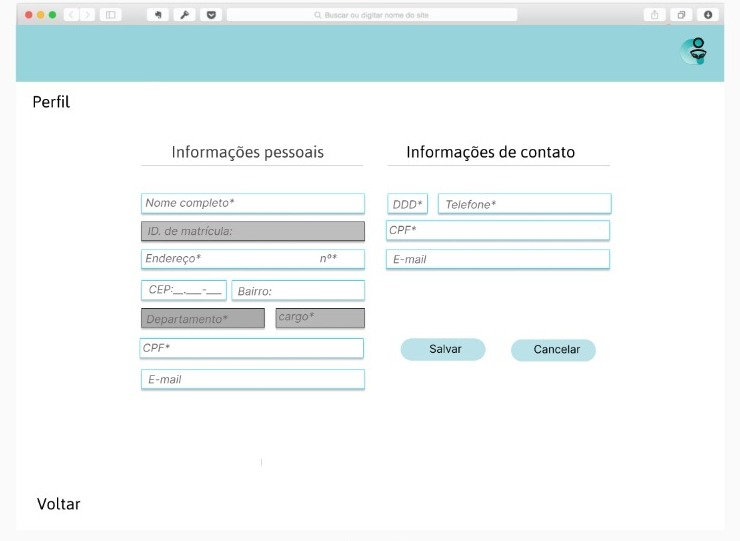 Buscar ou digitar nome do site
Perfil
Informações pessoais
Nome completo*
ID. de matrícula:
Endereço* nº*
CEP:__.___-___ Bairro:
Departamento* cargo*
CPF*
E-mail
Informações de contato
DDD* Telefone*
CPF*
E-mail
Salvar Cancelar
Voltar